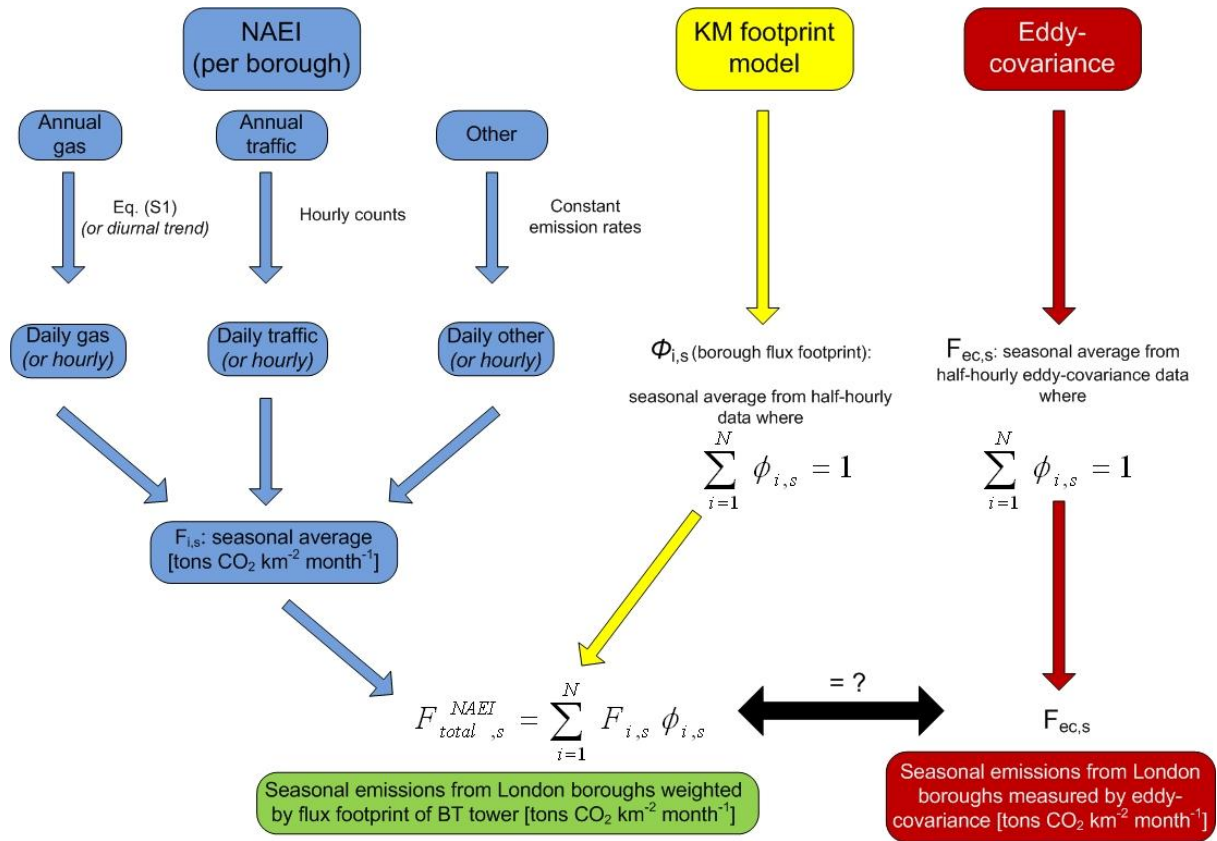 NAEI
(per borough)
KM footprint
model
Eddy-
covariance
Annual
gas
Annual
traffic
Other
Eq. (S1)
(or diurnal trend)
Hourly counts
Constant
emission rates
Daily gas
(or hourly)
Daily traffic
(or hourly)
Daily other
(or hourly)
Φi,s (borough flux footprint):
seasonal average from half-hourly
data where
∑_{i=1}^{N} ϕ_{i,s} = 1
Fec,s: seasonal average from
half-hourly eddy-covariance data
where
∑_{i=1}^{N} ϕ_{i,s} = 1
Fi,s: seasonal average
[tons CO₂ km⁻² month⁻¹]
F_{total ,s}^{NAEI} = ∑_{i=1}^{N} F_{i,s} ϕ_{i,s}
= ?
Fec,s
Seasonal emissions from London boroughs weighted
by flux footprint of BT tower [tons CO₂ km⁻² month⁻¹]
Seasonal emissions from London
boroughs measured by eddy-
covariance [tons CO₂ km⁻² month⁻¹]